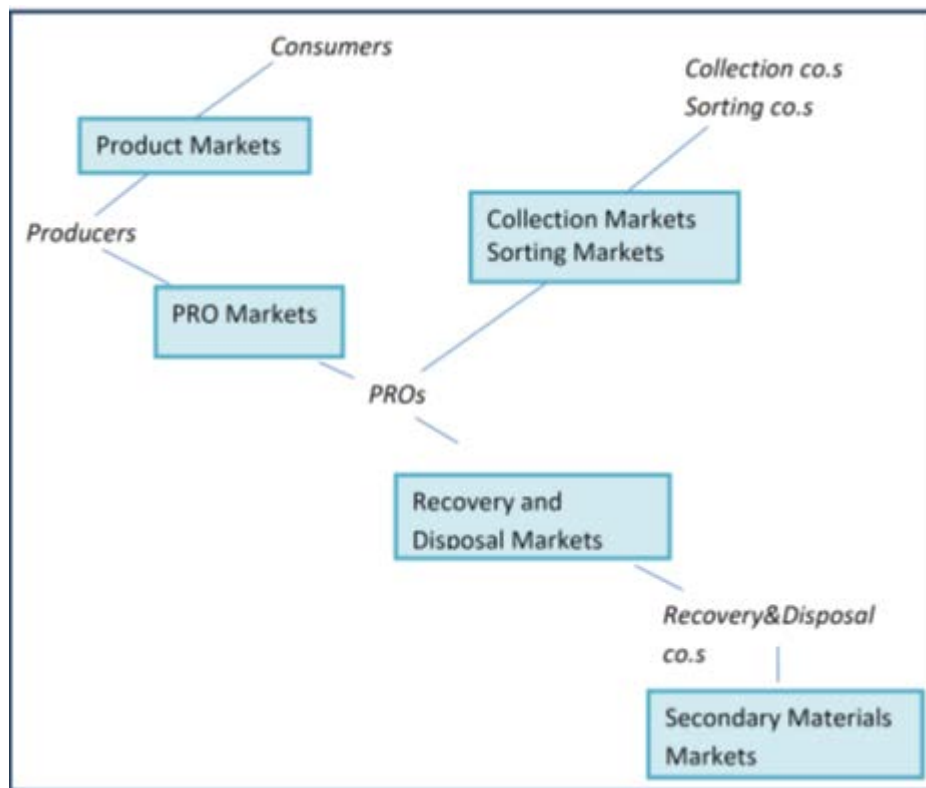 Consumers
Collection co.s
Sorting co.s
Product Markets
Collection Markets
Sorting Markets
Producers
PRO Markets
PROs
Recovery and
Disposal Markets
Recovery&Disposal
co.s
Secondary Materials
Markets